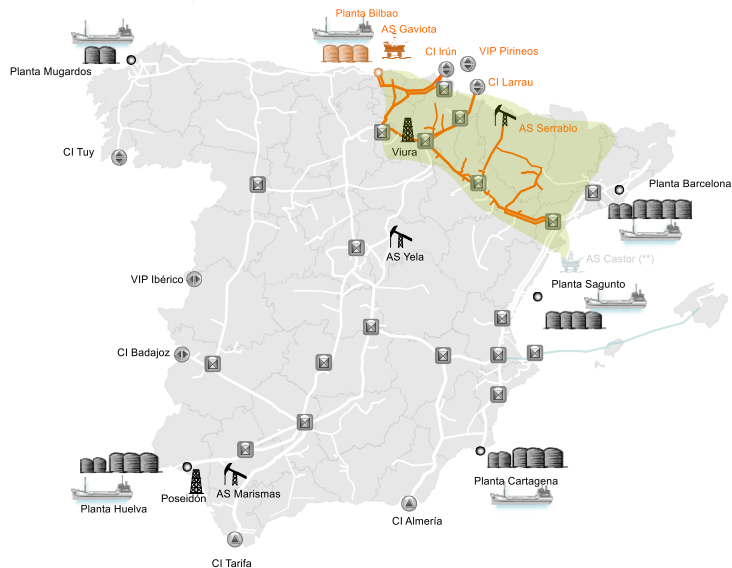 Planta Bilbao
AS Gaviota
CI Irún
VIP Pirineos
Planta Mugardos
CI Larrau
AS Serrablo
CI Tuy
Viura
Planta Barcelona
AS Yela
AS Castor (**)
VIP Ibérico
Planta Sagunto
CI Badajoz
Planta Cartagena
Poseidón
AS Marismas
Planta Huelva
CI Almería
CI Tarifa